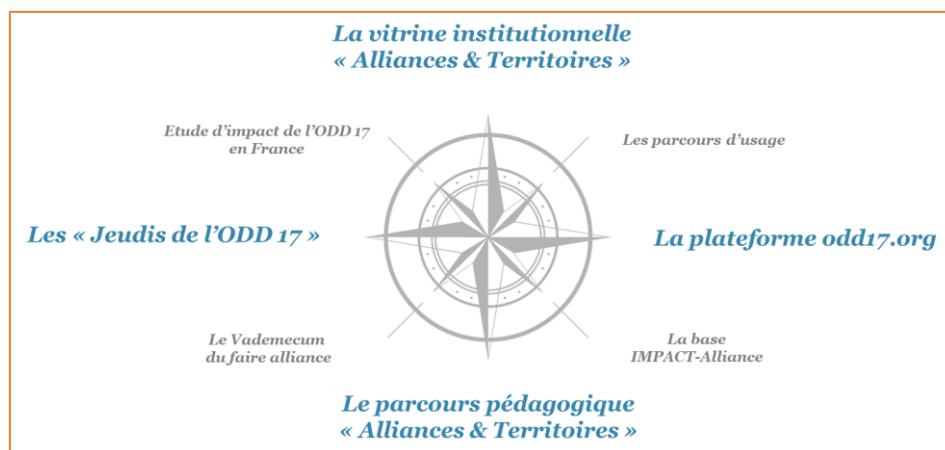 La vitrine institutionnelle
« Alliances & Territoires »
Etude d’impact de l’ODD 17
en France
Les parcours d’usage
Les « Jeudis de l’ODD 17 »
La plateforme odd17.org
Le Vademecum
du faire alliance
La base
IMPACT-Alliance
Le parcours pédagogique
« Alliances & Territoires »